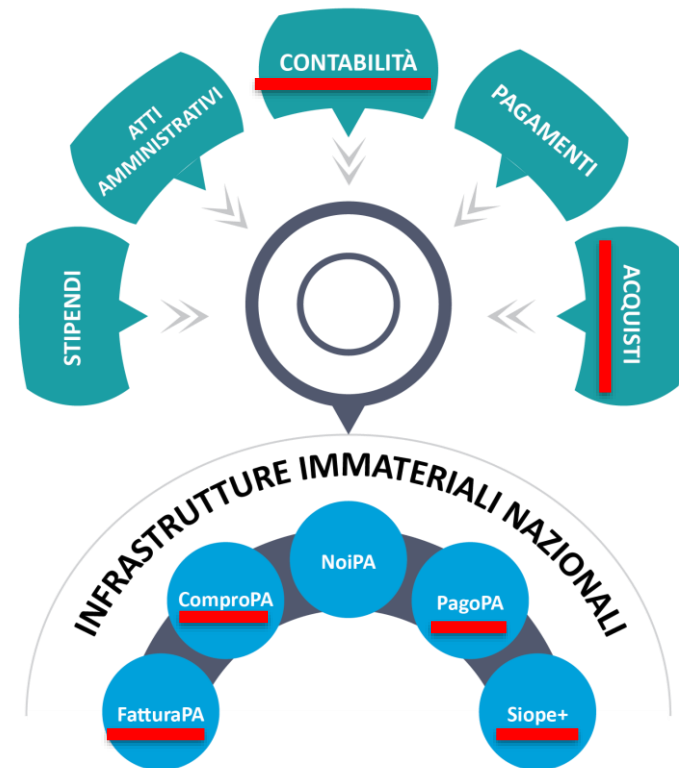 CONTABILITÀ
ATTI
AMMINISTRATIVI
PAGAMENTI
STIPENDI
ACQUISTI
INFRASTRUTTURE IMMATERIALI NAZIONALI
NoiPA
ComproPA
PagoPA
FatturaPA
Siope+